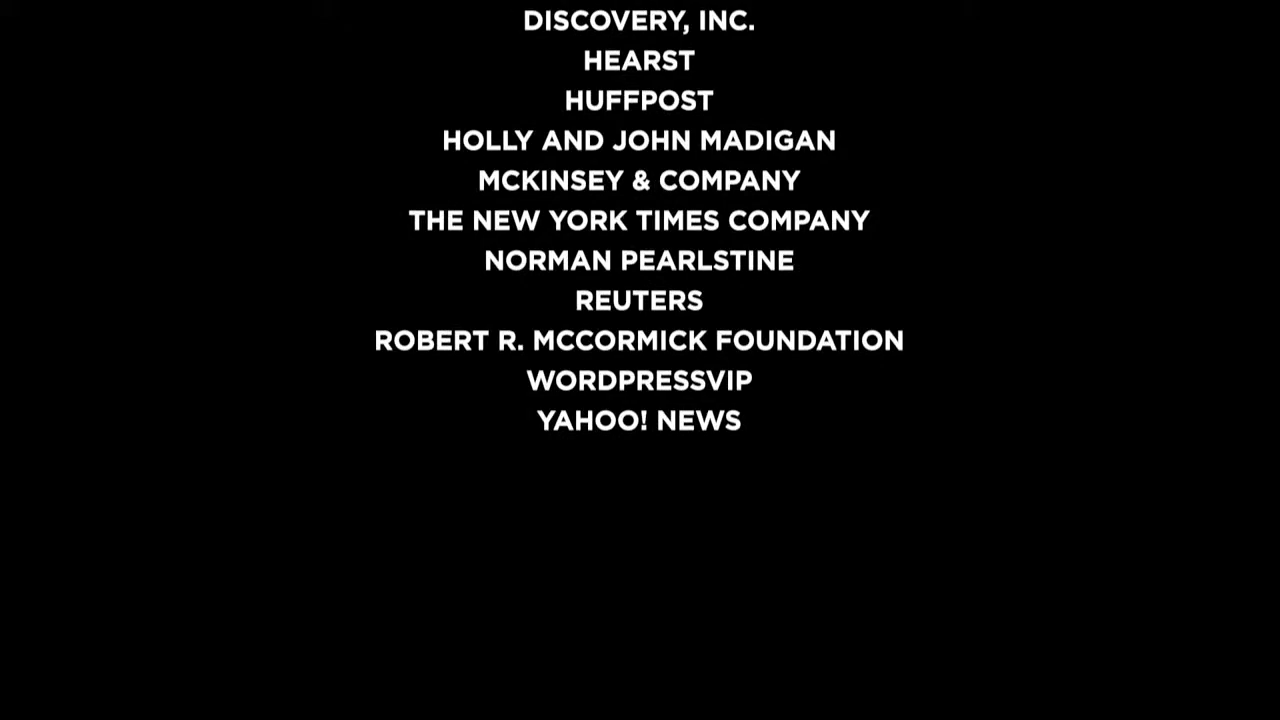 DISCOVERY, INC.
HEARST
HUFFPOST
HOLLY AND JOHN MADIGAN
MCKINSEY & COMPANY
THE NEW YORK TIMES COMPANY
NORMAN PEARLSTINE
REUTERS
ROBERT R. MCCORMICK FOUNDATION
WORDPRESSVIP
YAHOO! NEWS